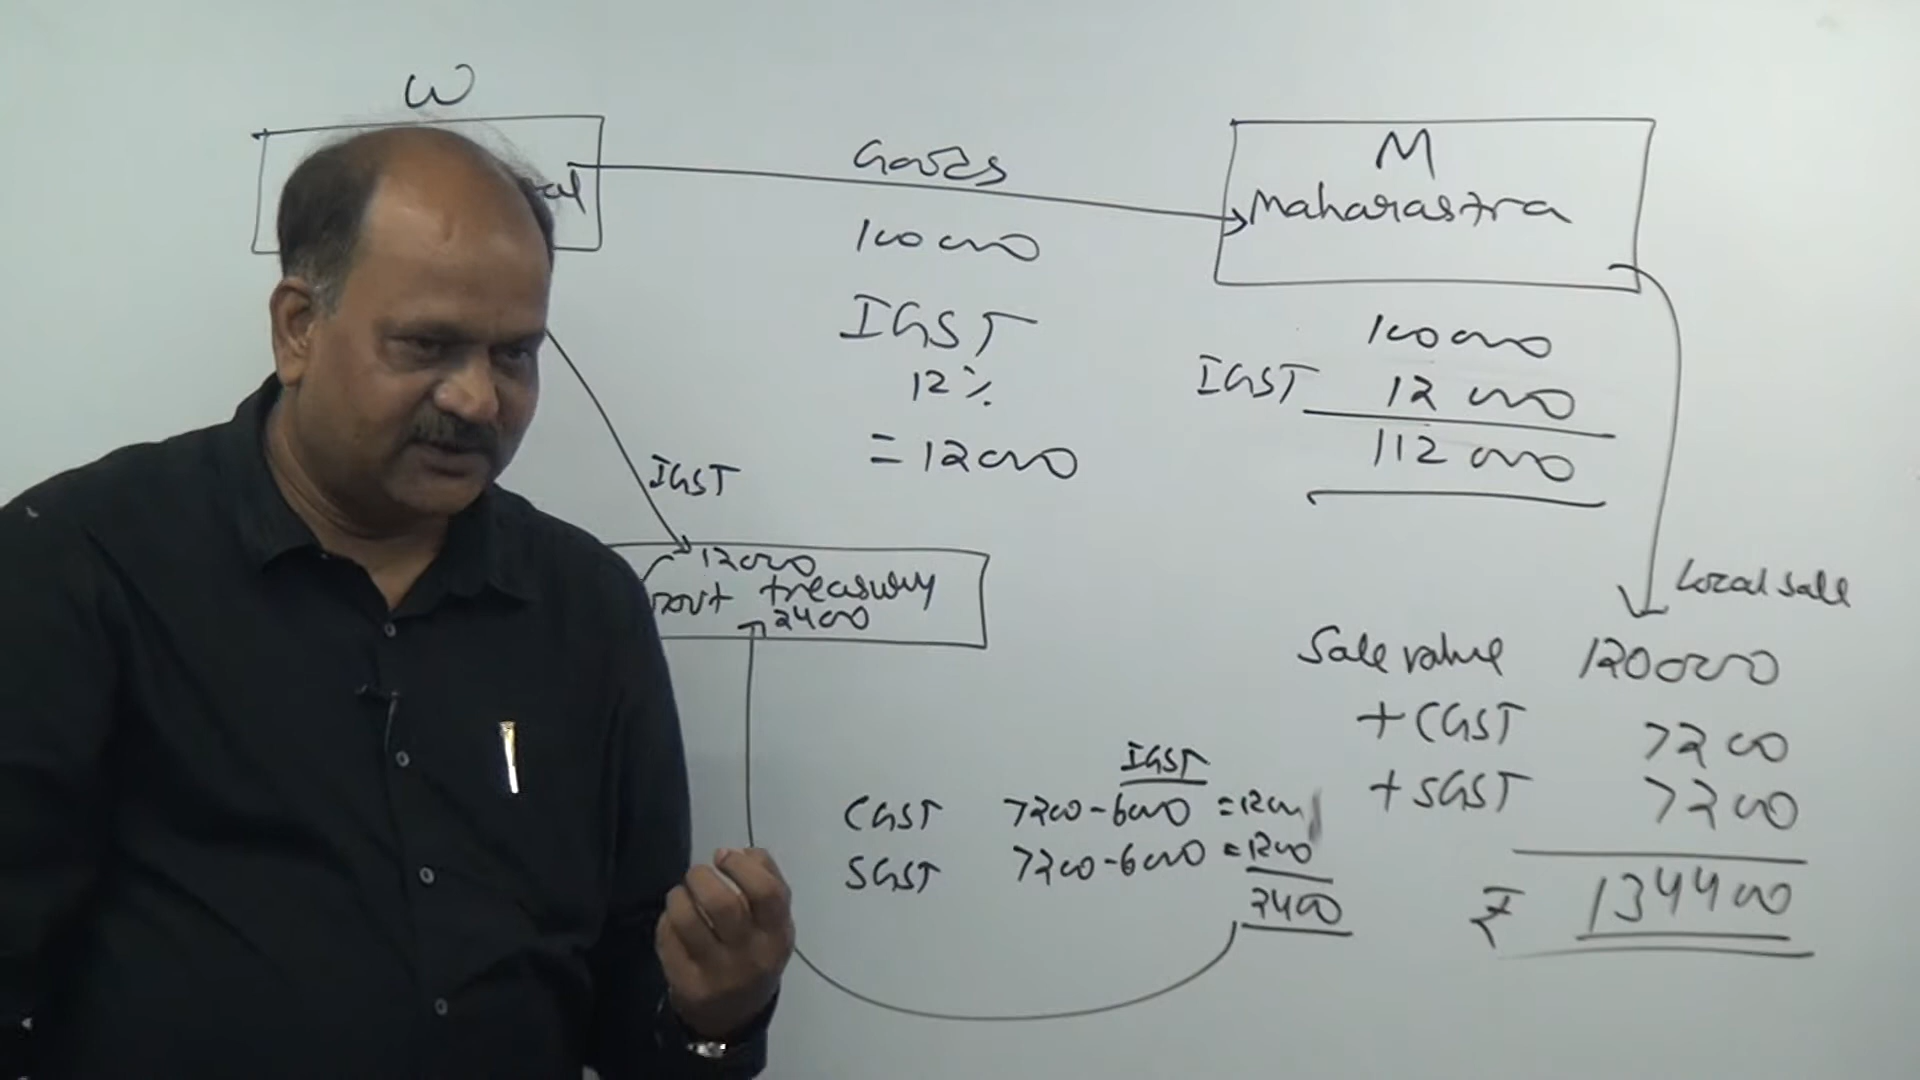 W
Goods
100000
IGST
12%
= 12000
M
Maharastra
100000
IGST 12000
112000
IGST
12000
treasury
2400
Local sale
Sale value 120000
+ CGST 7200
+ SGST 7200
₹ 134400
IGST
CGST 7200 - 6000 = 1200
SGST 7200 - 6000 = 1200
2400